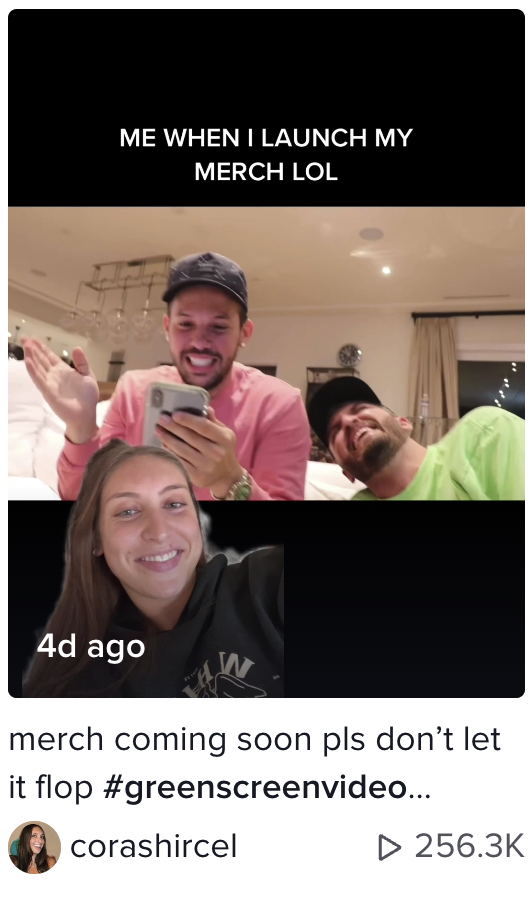 ME WHEN I LAUNCH MY
MERCH LOL
4d ago
merch coming soon pls don’t let
it flop #greenscreenvideo...
corashircel
256.3K